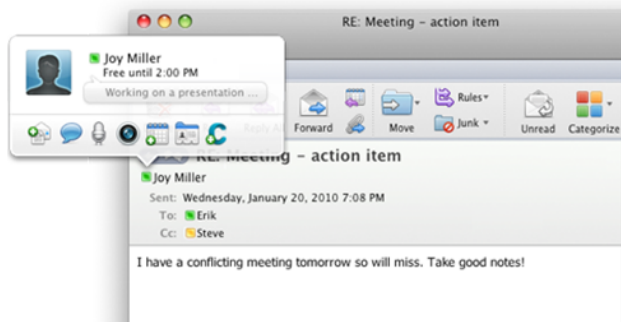 RE: Meeting – action item
Joy Miller
Free until 2:00 PM
Working on a presentation ...
Reply All
Forward
Move
Rules
Junk
Unread
Categorize
RE: Meeting – action item
Joy Miller
Sent: Wednesday, January 20, 2010 7:08 PM
To: Erik
Cc: Steve
I have a conflicting meeting tomorrow so will miss. Take good notes!